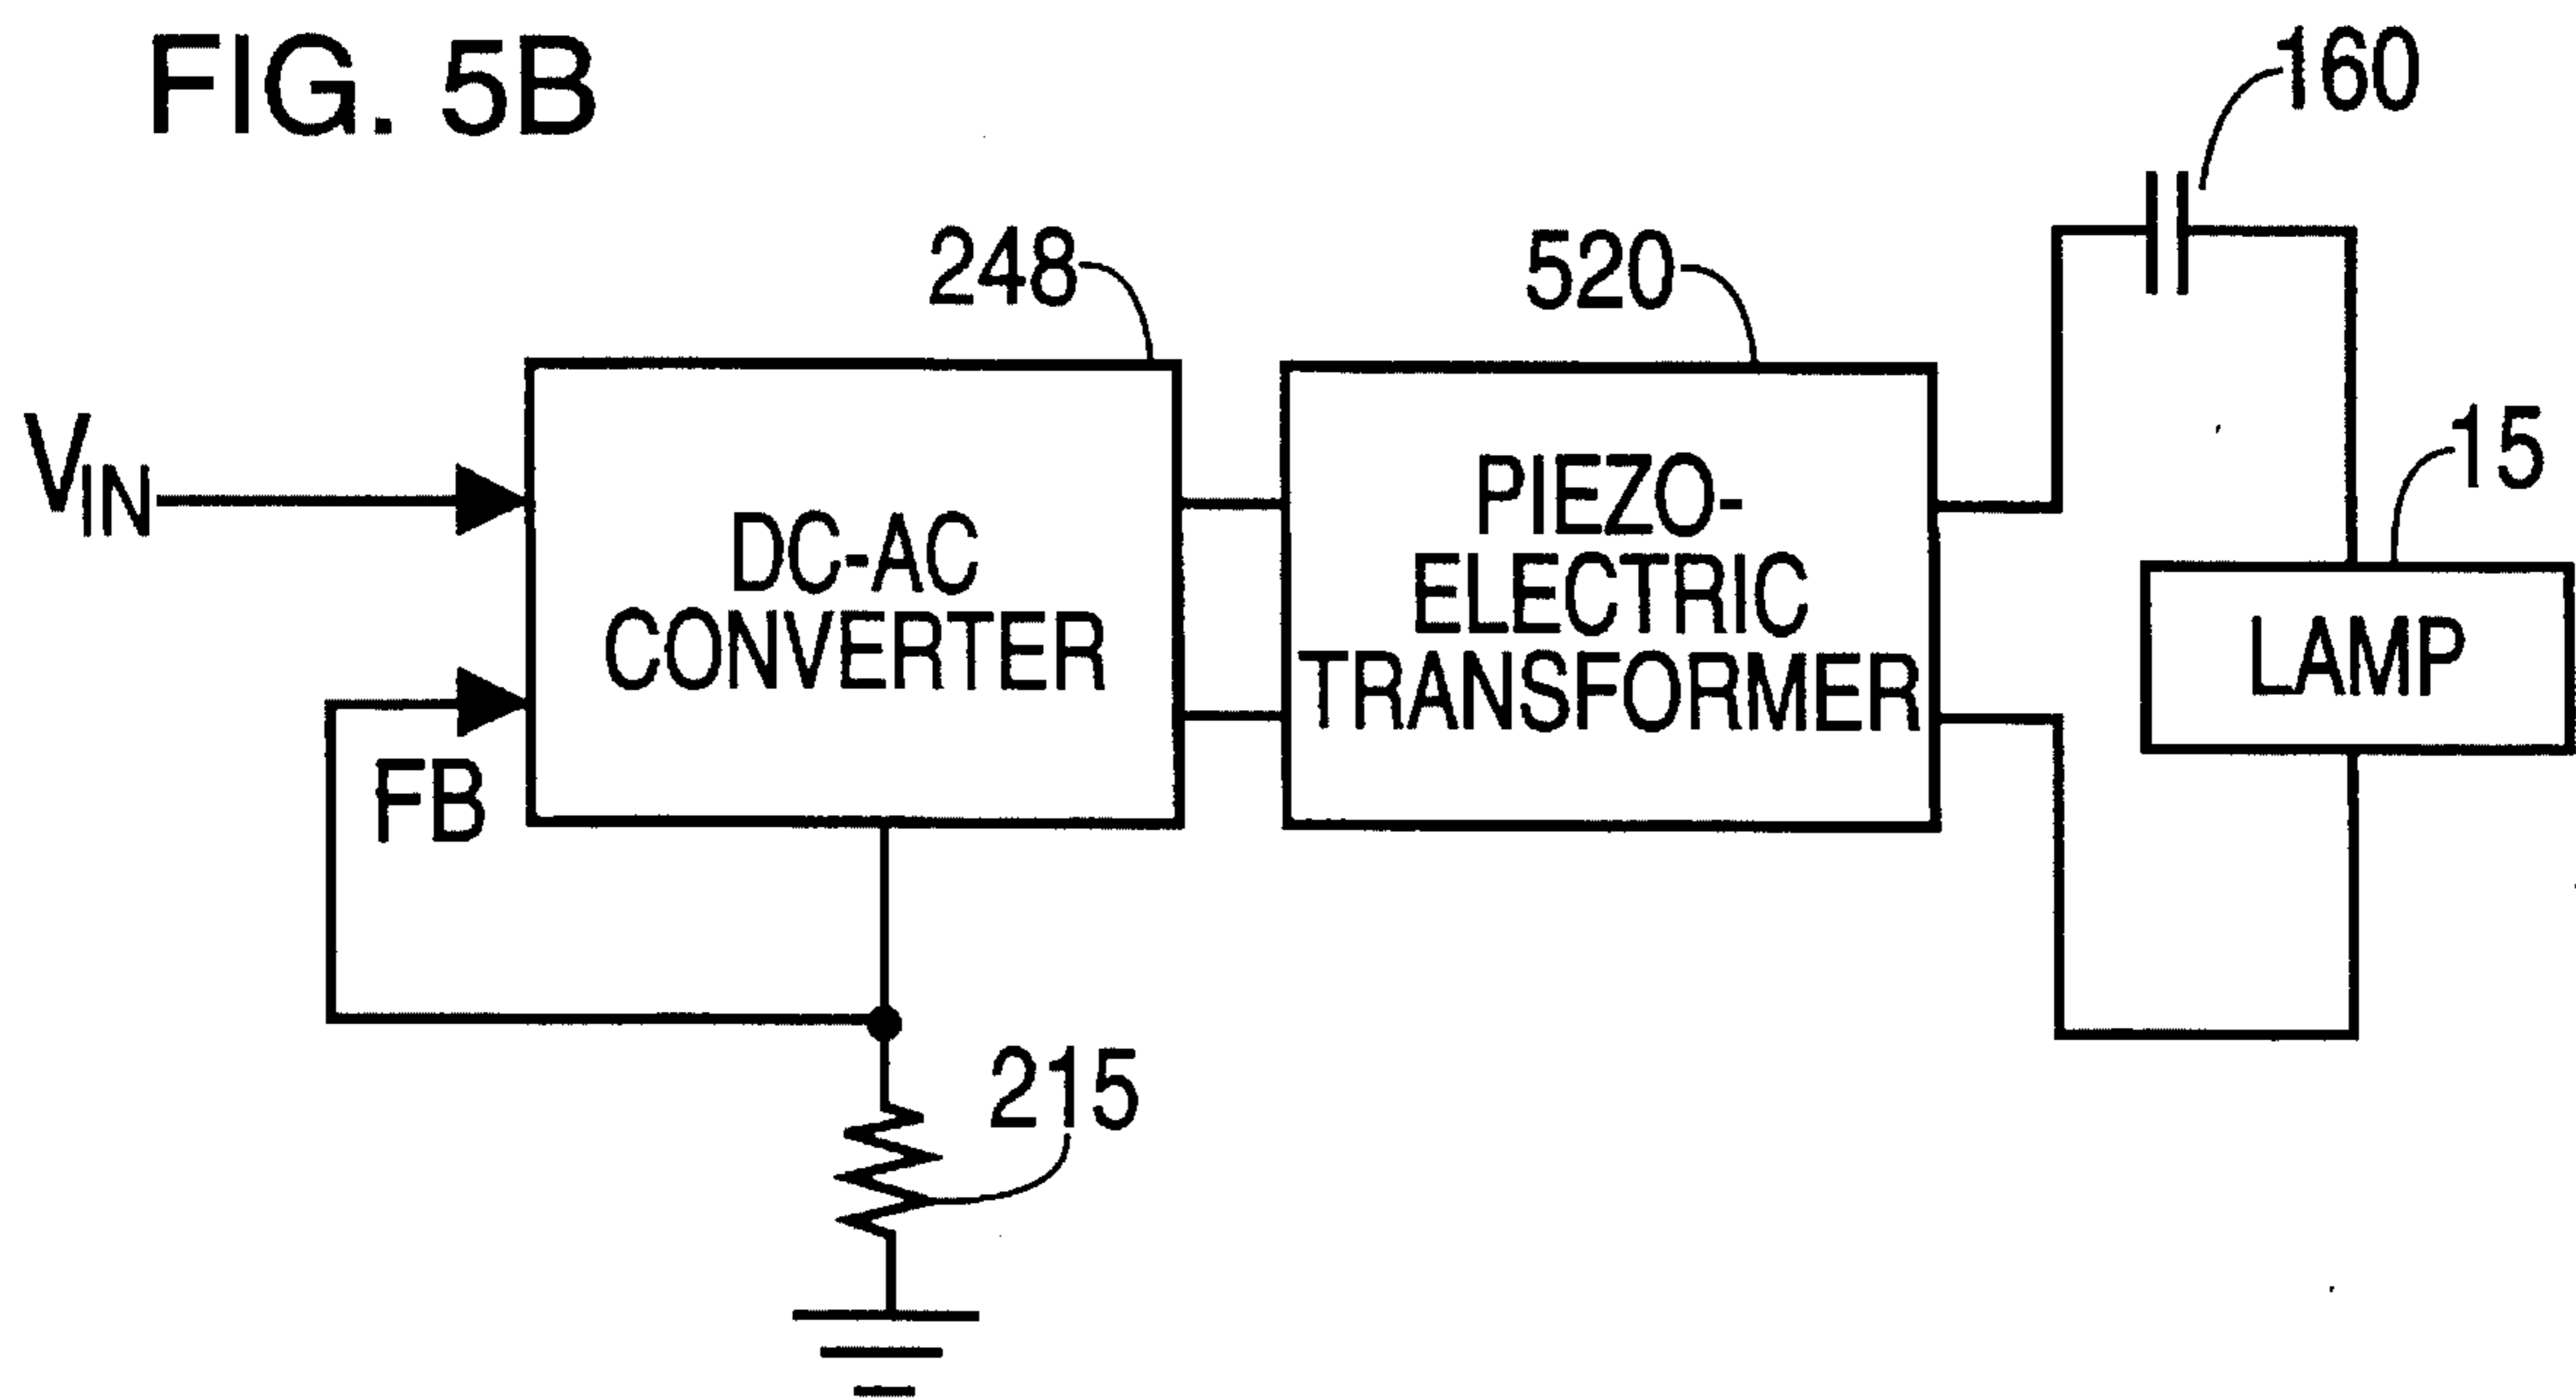 FIG. 5B
160
248
520
15
VIN
DC-AC
CONVERTER
PIEZO-
ELECTRIC
TRANSFORMER
LAMP
FB
215